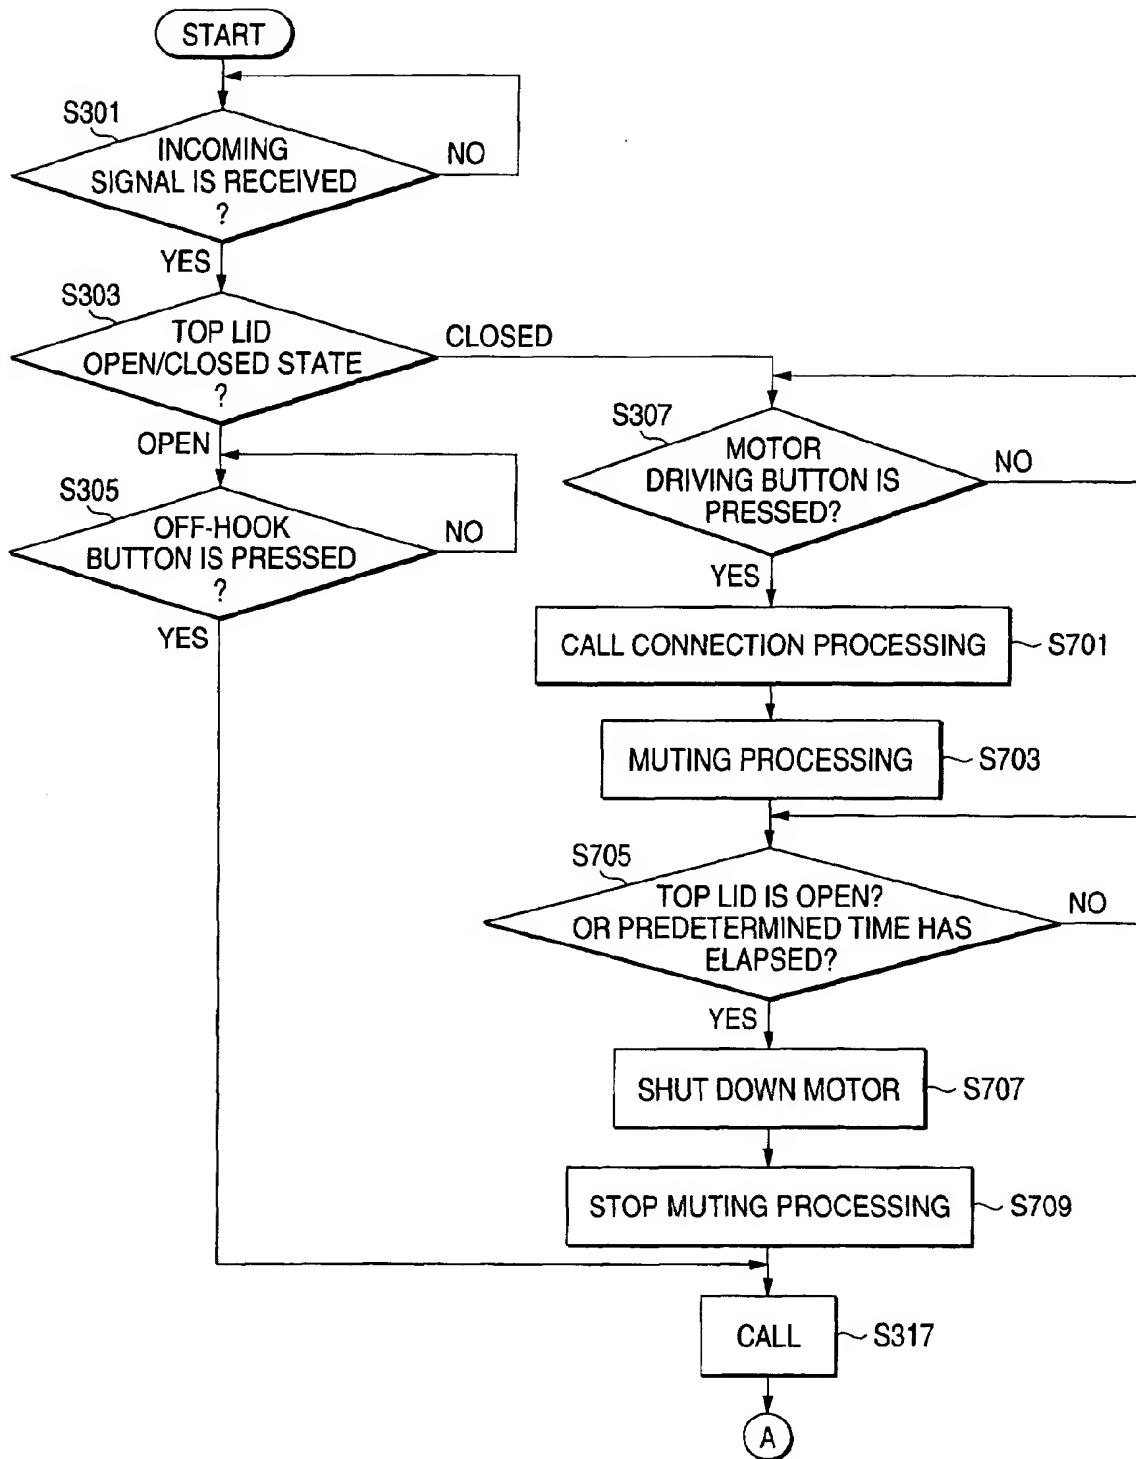 START
S301
INCOMING
SIGNAL IS RECEIVED
?
NO
YES
S303
TOP LID
OPEN/CLOSED STATE
?
CLOSED
OPEN
S305
OFF-HOOK
BUTTON IS PRESSED
?
NO
YES
S307
MOTOR
DRIVING BUTTON IS
PRESSED?
NO
YES
CALL CONNECTION PROCESSING
S701
MUTING PROCESSING
S703
S705
TOP LID IS OPEN?
OR PREDETERMINED TIME HAS
ELAPSED?
NO
YES
SHUT DOWN MOTOR
S707
STOP MUTING PROCESSING
S709
CALL
S317
A